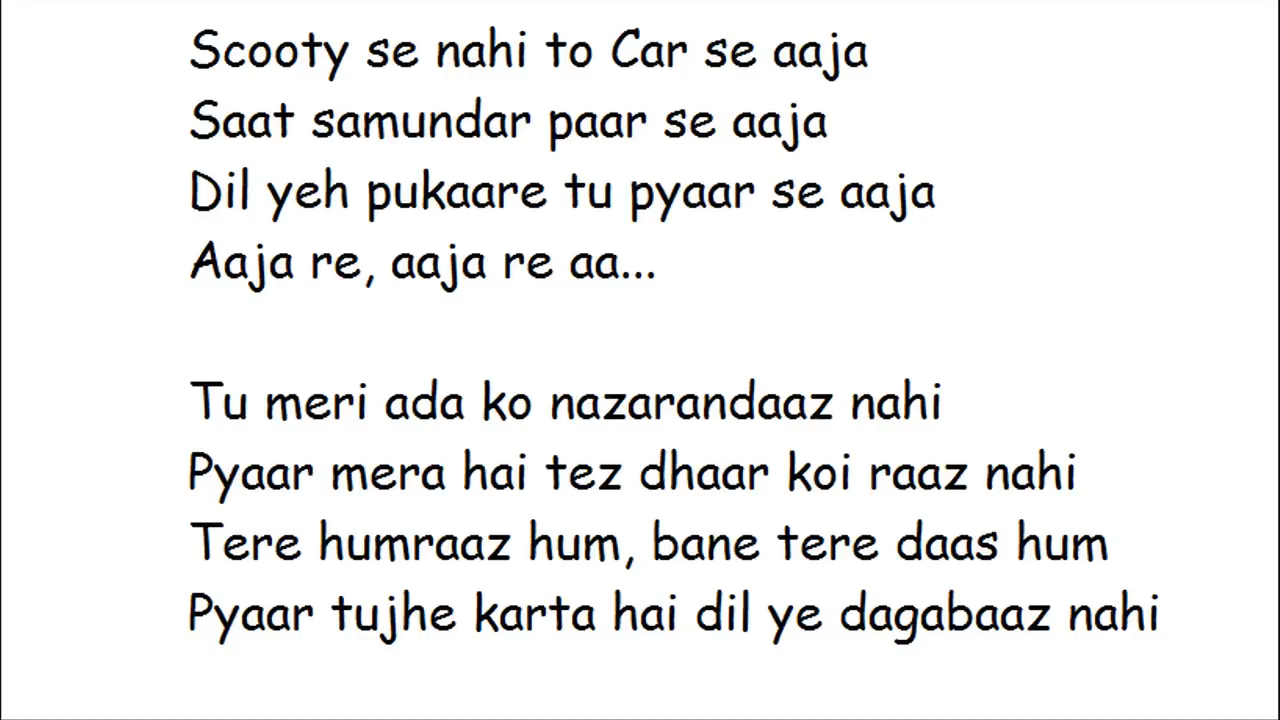 Scooty se nahi to Car se aaja
Saat samundar paar se aaja
Dil yeh pukaare tu pyaar se aaja
Aaja re, aaja re aa...
Tu meri ada ko nazarandaaz nahi
Pyaar mera hai tez dhaar koi raaz nahi
Tere humraaz hum, bane tere daas hum
Pyaar tujhe karta hai dil ye dagabaaz nahi